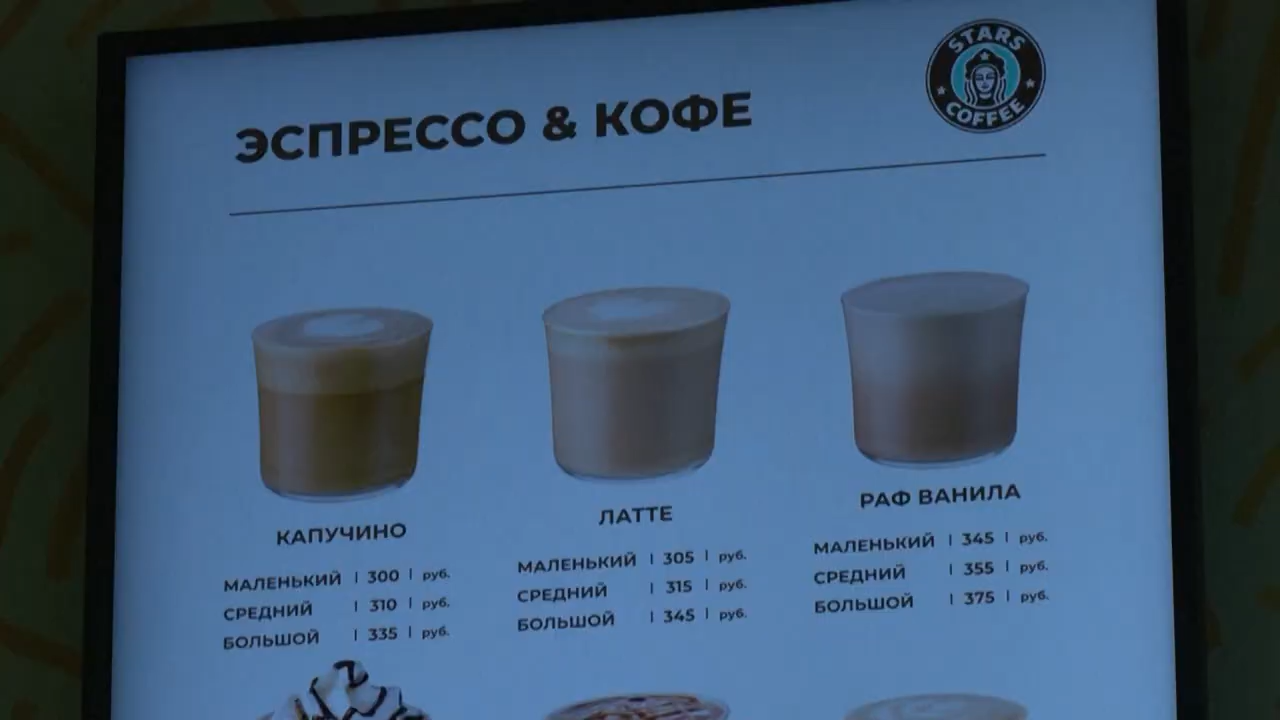 STARS
COFFEE
ЭСПРЕССО & КОФЕ
КАПУЧИНО
МАЛЕНЬКИЙ | 300 | руб.
СРЕДНИЙ | 310 | руб.
БОЛЬШОЙ | 335 | руб.
ЛАТТЕ
МАЛЕНЬКИЙ | 305 | руб.
СРЕДНИЙ | 315 | руб.
БОЛЬШОЙ | 345 | руб.
РАФ ВАНИЛА
МАЛЕНЬКИЙ | 345 | руб.
СРЕДНИЙ | 355 | руб.
БОЛЬШОЙ | 375 | руб.